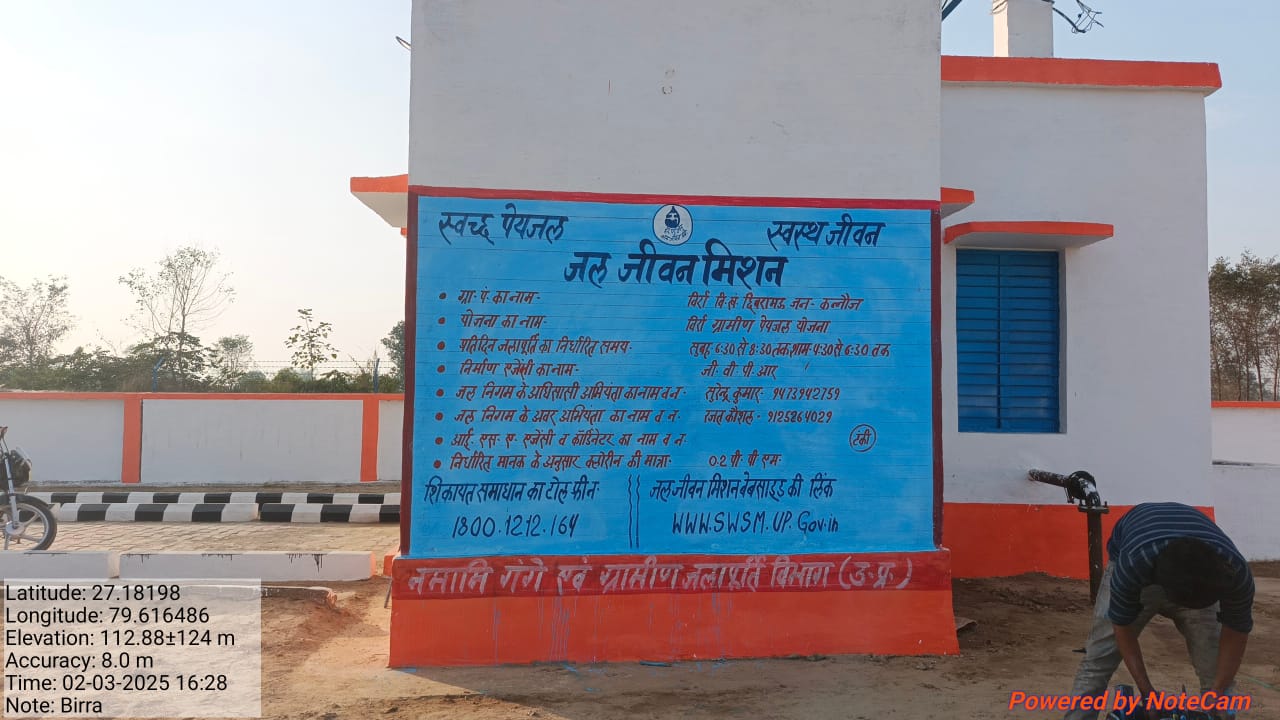 स्वच्छ पेयजल स्वस्थ जीवन
जल जीवन मिशन
• ग्रा॰ पं॰ का नाम- विर्रा वि॰ खं॰ छिबरामऊ जन॰- कन्नौज
• योजना का नाम- विर्रा ग्रामीण पेयजल योजना
• प्रतिदिन जलापूर्ति का निर्धारित समय- सुबह 6:30 से 8:30 तक, शाम 4:30 से 6:30 तक
• निर्माण एजेंसी का नाम- जी॰ वी॰ पी॰ आर
• जल निगम के अधिसासी अभियंता का नाम व न॰- सुरेन्द्र कुमार- 9473942759
• जल निगम के अवर अभियंता का नाम व न॰- रजत कौशल- 9125864029
• आई॰ एस॰ ए॰ एजेंसी व कॉर्डिनेटर का नाम व न॰
• निर्धारित मानक के अनुसार क्लोरीन की मात्रा- 0.2 पी॰ पी॰ एम॰
शिकायत समाधान का टोल फ्री न॰- जल जीवन मिशन वेबसाइड की लिंक
1800.1212.164 WWW.SWSM.UP.Gov.in
नमामि गंगे एवं ग्रामीण जलापूर्ति विभाग (उ॰प्र॰)
Latitude: 27.18198
Longitude: 79.616486
Elevation: 112.88±124 m
Accuracy: 8.0 m
Time: 02-03-2025 16:28
Note: Birra
Powered by NoteCam